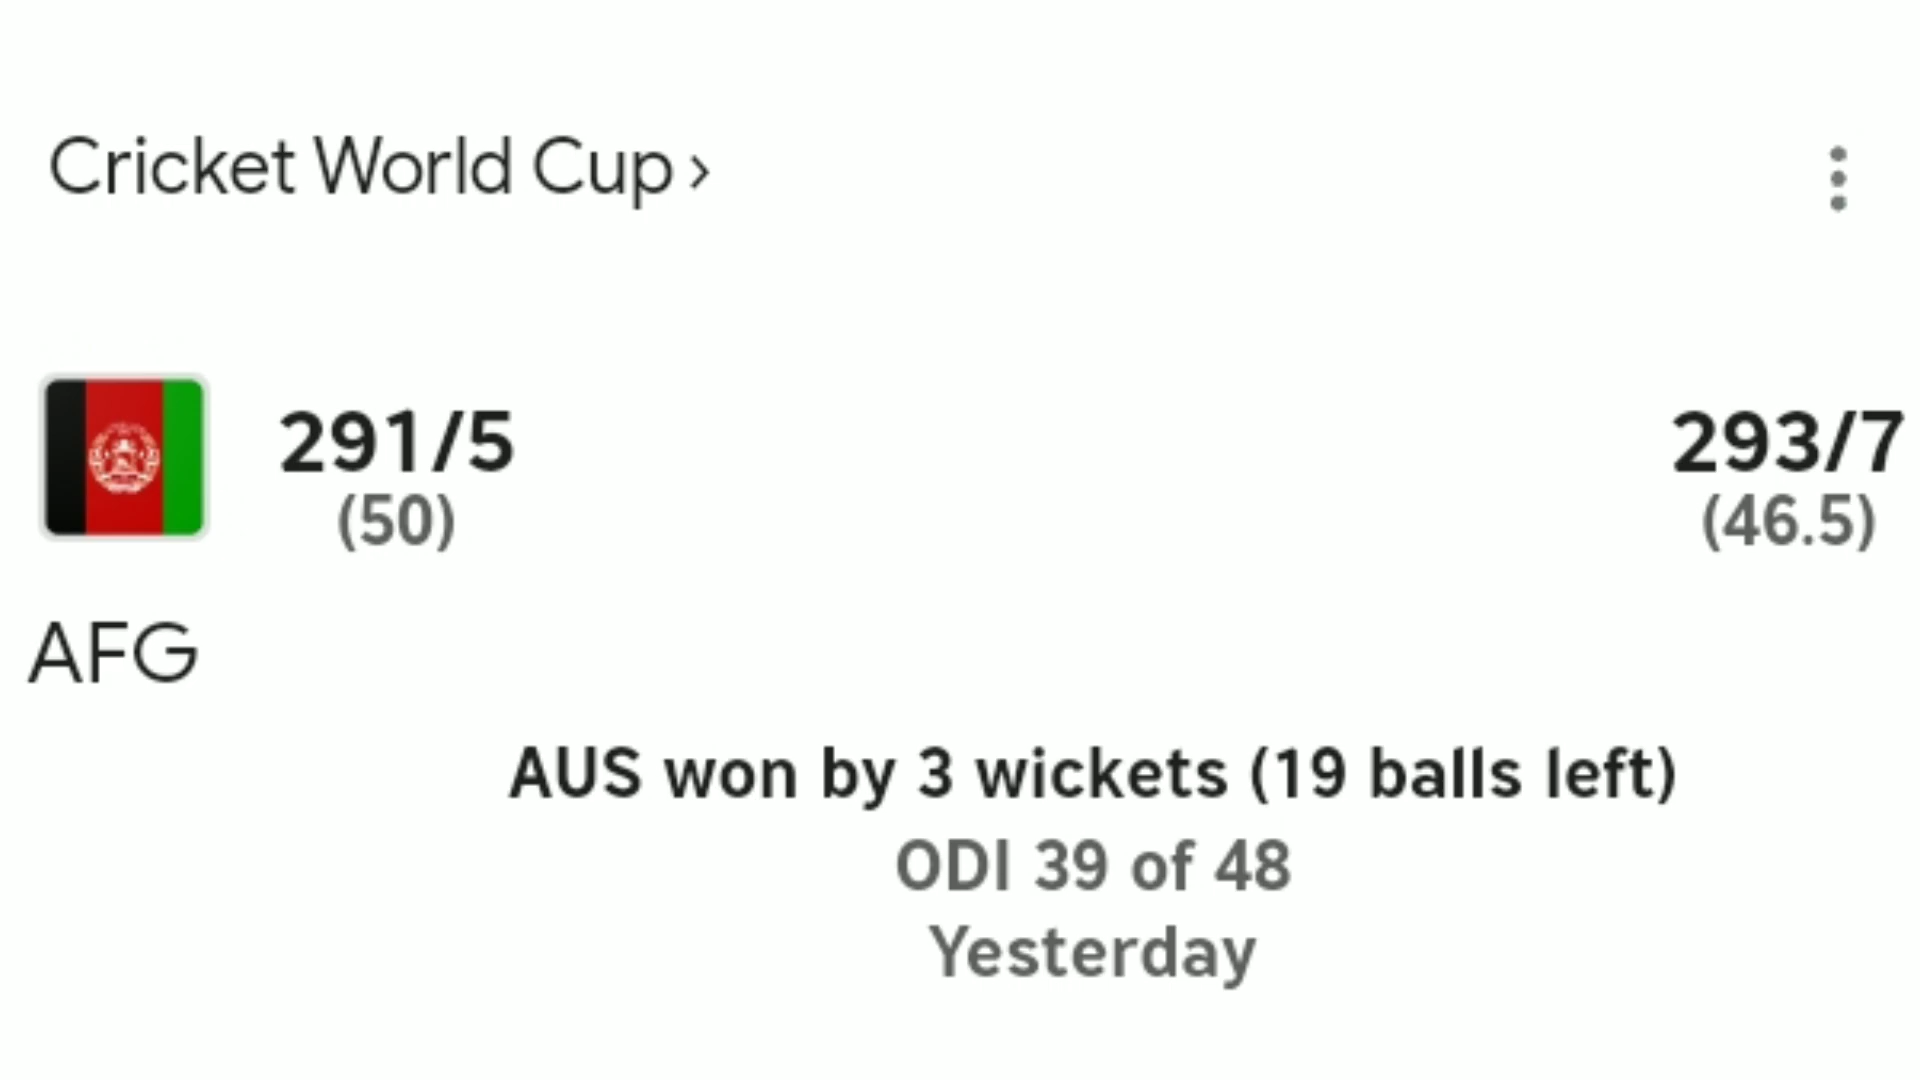 Cricket World Cup ›
291/5
293/7
(50)
(46.5)
AFG
AUS won by 3 wickets (19 balls left)
ODI 39 of 48
Yesterday